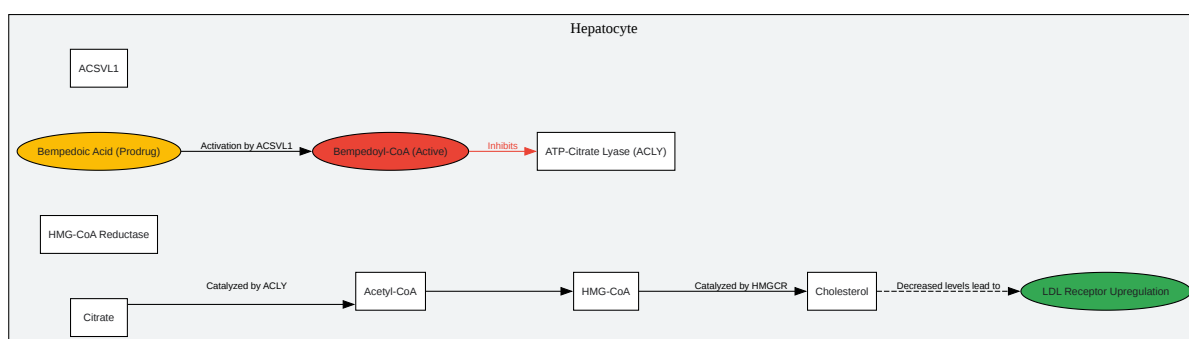 Hepatocyte
ACSVL1
Bempedoic Acid (Prodrug)
Activation by ACSVL1
Bempedoyl-CoA (Active)
Inhibits
ATP-Citrate Lyase (ACLY)
HMG-CoA Reductase
Citrate
Catalyzed by ACLY
Acetyl-CoA
HMG-CoA
Catalyzed by HMGCR
Cholesterol
Decreased levels lead to
LDL Receptor Upregulation